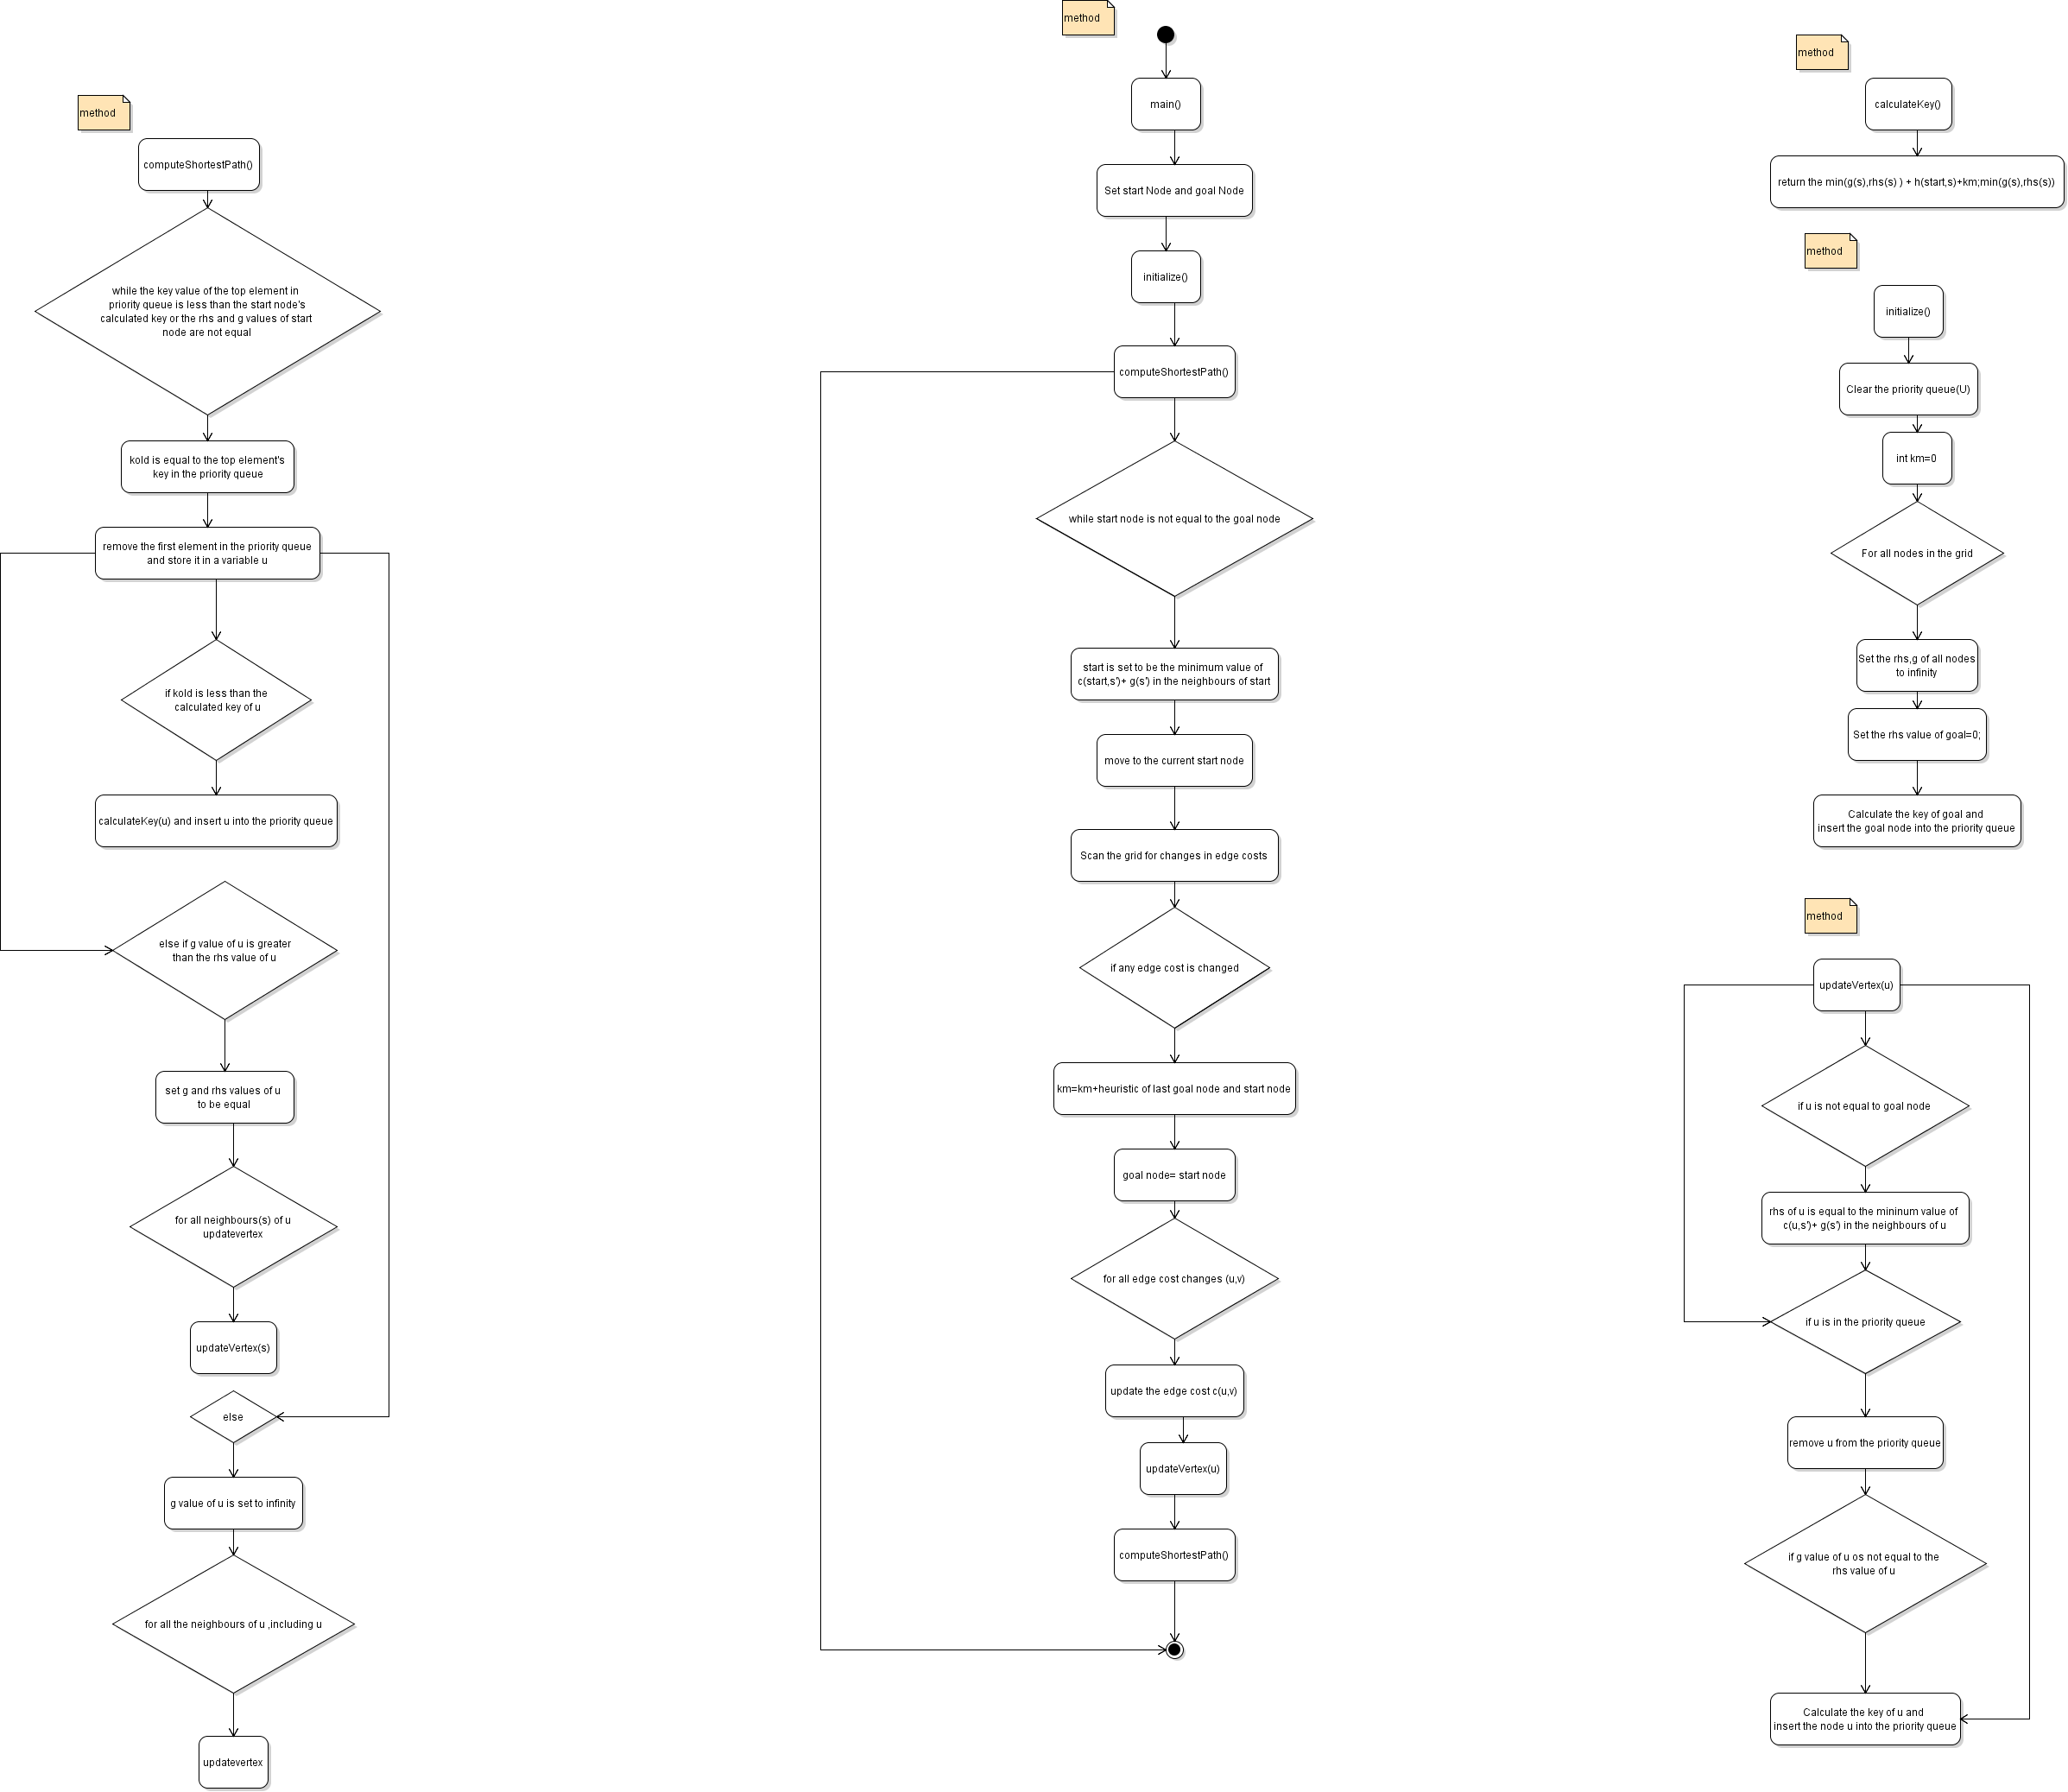 method
computeShortestPath()
while the key value of the top element in
priority queue is less than the start node's
calculated key or the rhs and g values of start
node are not equal
kold is equal to the top element's
key in the priority queue
remove the first element in the priority queue
and store it in a variable u
if kold is less than the
calculated key of u
calculateKey(u) and insert u into the priority queue
else if g value of u is greater
than the rhs value of u
set g and rhs values of u
to be equal
for all neighbours(s) of u
updatevertex
updateVertex(s)
else
g value of u is set to infinity
for all the neighbours of u ,including u
updatevertex
method
main()
Set start Node and goal Node
initialize()
computeShortestPath()
while start node is not equal to the goal node
start is set to be the minimum value of
c(start,s')+ g(s') in the neighbours of start
move to the current start node
Scan the grid for changes in edge costs
if any edge cost is changed
km=km+heuristic of last goal node and start node
goal node= start node
for all edge cost changes (u,v)
update the edge cost c(u,v)
updateVertex(u)
computeShortestPath()
method
calculateKey()
return the min(g(s),rhs(s) ) + h(start,s)+km;min(g(s),rhs(s))
method
initialize()
Clear the priority queue(U)
int km=0
For all nodes in the grid
Set the rhs,g of all nodes
to infinity
Set the rhs value of goal=0;
Calculate the key of goal and
insert the goal node into the priority queue
method
updateVertex(u)
if u is not equal to goal node
rhs of u is equal to the mininum value of
c(u,s')+ g(s') in the neighbours of u
if u is in the priority queue
remove u from the priority queue
if g value of u os not equal to the
rhs value of u
Calculate the key of u and
insert the node u into the priority queue